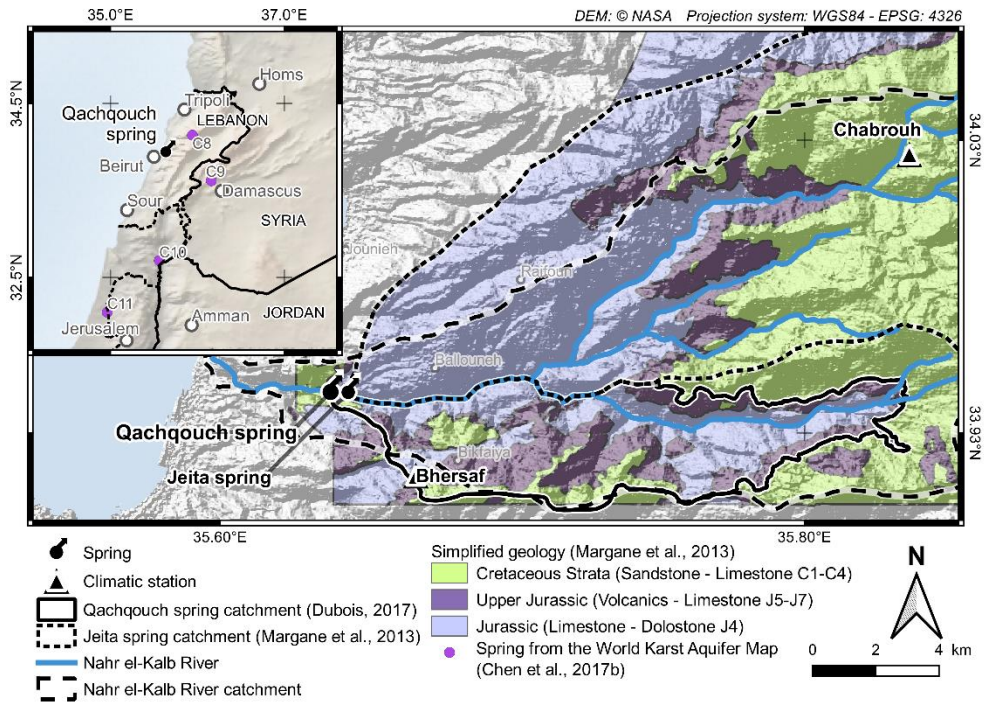 DEM: © NASA Projection system: WGS84 - EPSG: 4326
35.0°E
37.0°E
34.5°N
32.5°N
Homs
Tripoli
LEBANON
Qachqouch
spring
C8
Beirut
C9
Damascus
Sour
SYRIA
C10
C11
Amman
JORDAN
Jerusalem
Chabrouh
34.03°N
Jounieh
Raifoun
Ballouneh
Qachqouch spring
Jeita spring
Bikfaiya
Bhersaf
33.93°N
35.60°E
35.80°E
Spring
Climatic station
Qachqouch spring catchment (Dubois, 2017)
Jeita spring catchment (Margane et al., 2013)
Nahr el-Kalb River
Nahr el-Kalb River catchment
Simplified geology (Margane et al., 2013)
Cretaceous Strata (Sandstone - Limestone C1-C4)
Upper Jurassic (Volcanics - Limestone J5-J7)
Jurassic (Limestone - Dolostone J4)
Spring from the World Karst Aquifer Map
(Chen et al., 2017b)
N
0 2 4 km